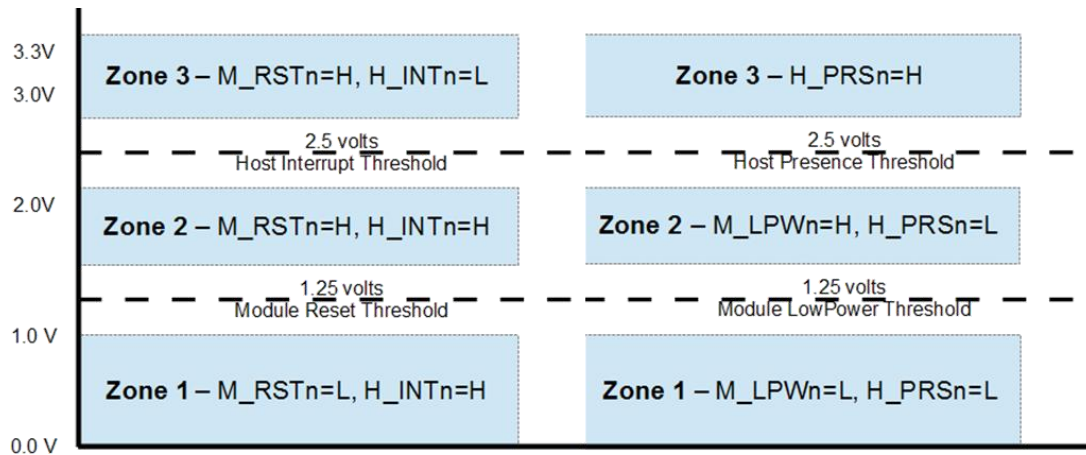 3.3V
Zone 3 – M_RSTn=H, H_INTn=L
Zone 3 – H_PRSn=H
3.0V
2.5 volts
2.5 volts
Host Interrupt Threshold
Host Presence Threshold
2.0V
Zone 2 – M_RSTn=H, H_INTn=H
Zone 2 – M_LPWn=H, H_PRSn=L
1.25 volts
1.25 volts
Module Reset Threshold
Module LowPower Threshold
1.0 V
Zone 1 – M_RSTn=L, H_INTn=H
Zone 1 – M_LPWn=L, H_PRSn=L
0.0 V